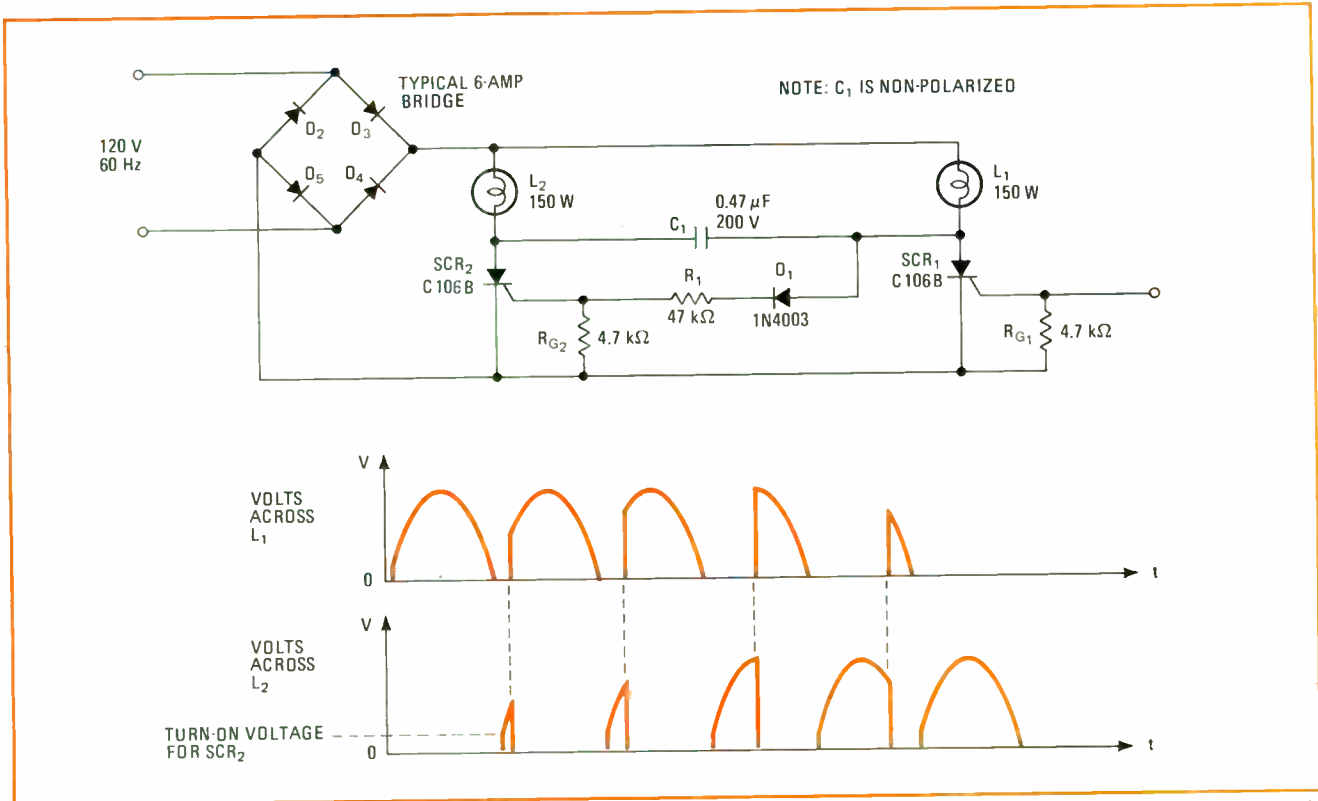 TYPICAL 6-AMP
BRIDGE
NOTE: C₁ IS NON-POLARIZED
D₂
D₃
120 V
60 Hz
D₅
D₄
L₂
150 W
L₁
150 W
0.47 μF
200 V
C₁
SCR₂
C106B
R₁
47 kΩ
D₁
1N4003
SCR₁
C106B
R_G₂
4.7 kΩ
R_G₁
4.7 kΩ
V
VOLTS
ACROSS
L₁
0
t
V
VOLTS
ACROSS
L₂
TURN-ON VOLTAGE
FOR SCR₂
0
t